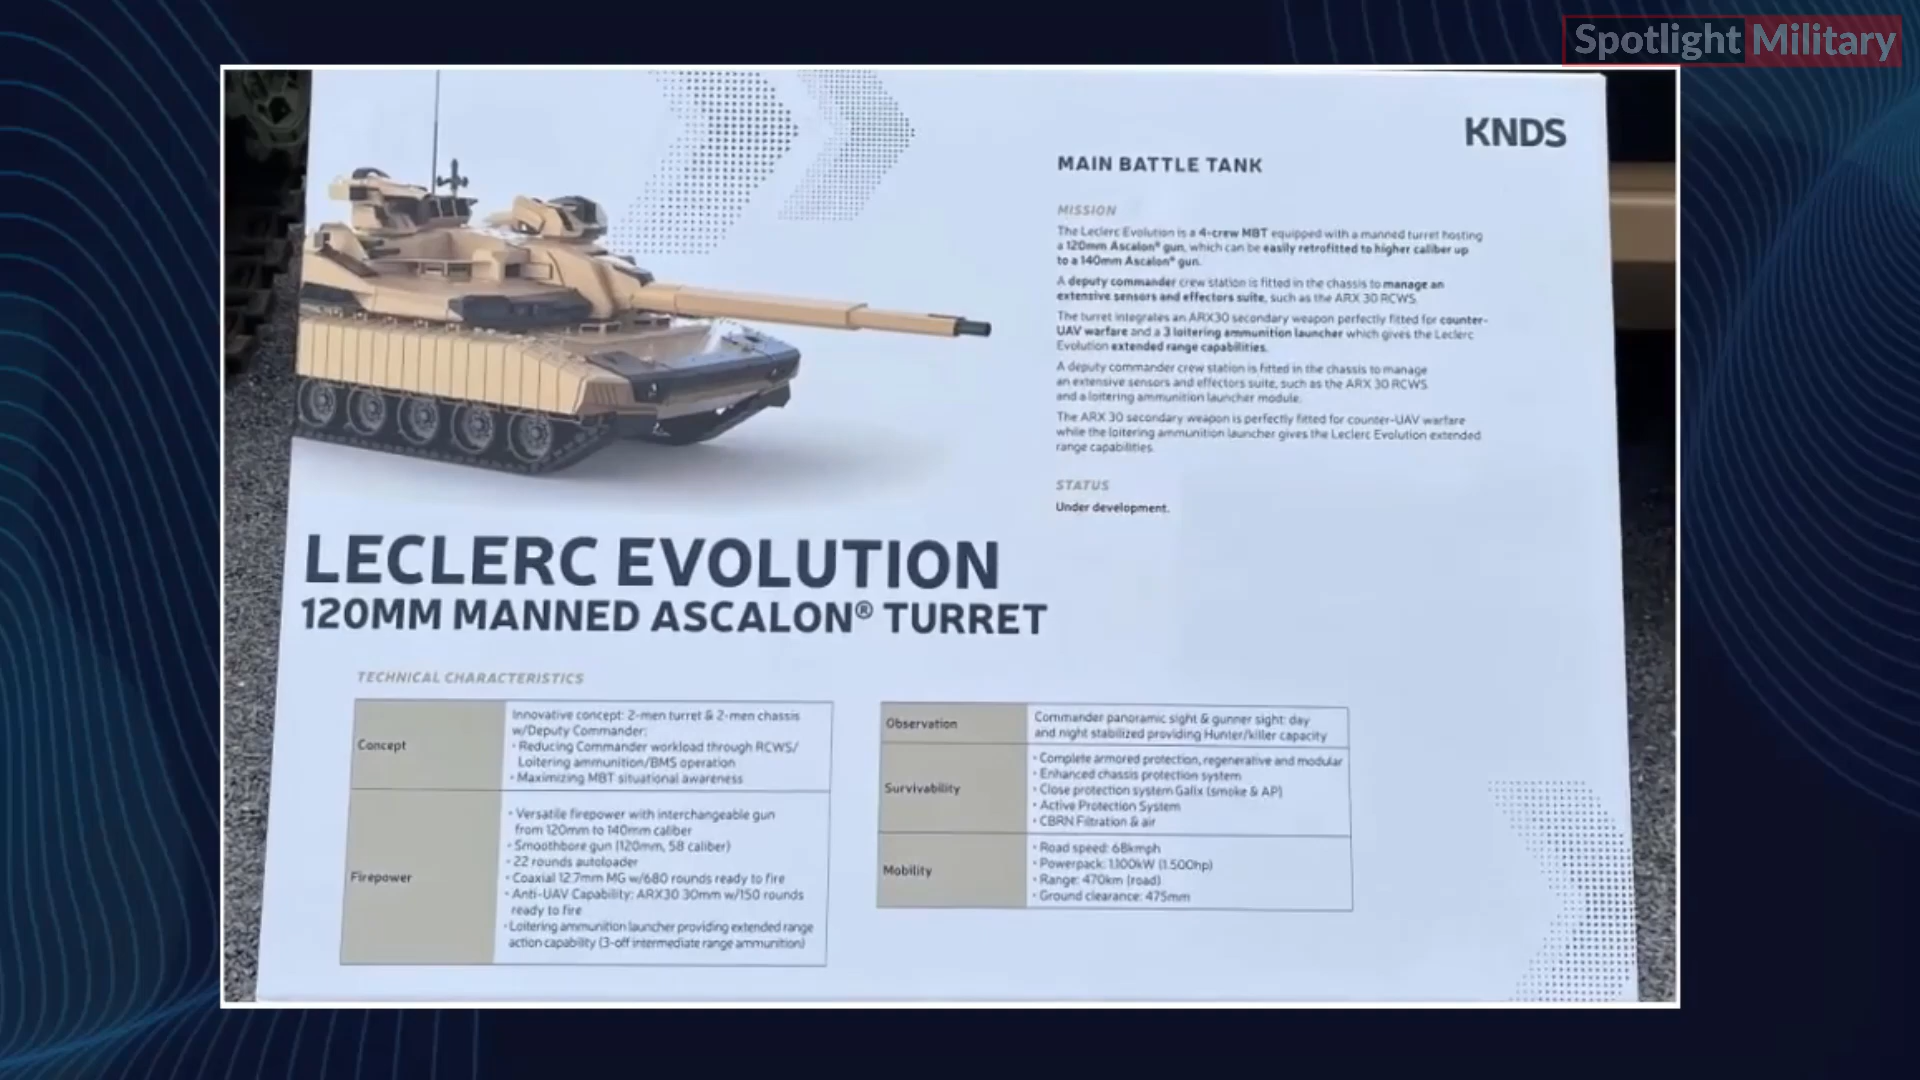 Spotlight Military
KNDS
MAIN BATTLE TANK
MISSION
The Leclerc Evolution is a 4-crew MBT equipped with a manned turret hosting
a 120mm Ascalon® gun, which can be easily retrofitted to higher caliber up
to a 140mm Ascalon® gun.
A deputy commander crew station is fitted in the chassis to manage an
extensive sensors and effectors suite, such as the ARX 30 RCWS.
The turret integrates an ARX30 secondary weapon perfectly fitted for counter-
UAV warfare and a 3 loitering ammunition launcher which gives the Leclerc
Evolution extended range capabilities.
A deputy commander crew station is fitted in the chassis to manage
an extensive sensors and effectors suite, such as the ARX 30 RCWS
and a loitering ammunition launcher module.
The ARX 30 secondary weapon is perfectly fitted for counter-UAV warfare
while the loitering ammunition launcher gives the Leclerc Evolution extended
range capabilities.
STATUS
Under development.
LECLERC EVOLUTION
120MM MANNED ASCALON® TURRET
TECHNICAL CHARACTERISTICS
Concept
Innovative concept: 2-men turret & 2-men chassis
w/Deputy Commander:
• Reducing Commander workload through RCWS/
Loitering ammunition/BMS operation
• Maximizing MBT situational awareness
Firepower
• Versatile firepower with interchangeable gun
from 120mm to 140mm caliber
• Smoothbore gun (120mm, 58 caliber)
• 22 rounds autoloader
• Coaxial 12.7mm MG w/680 rounds ready to fire
• Anti-UAV Capability: ARX30 30mm w/150 rounds
ready to fire
• Loitering ammunition launcher providing extended range
action capability (3-off intermediate range ammunition)
Observation
Commander panoramic sight & gunner sight: day
and night stabilized providing Hunter/killer capacity
Survivability
• Complete armored protection, regenerative and modular
• Enhanced chassis protection system
• Close protection system Galix (smoke & AP)
• Active Protection System
• CBRN Filtration & air
Mobility
• Road speed: 68kmph
• Powerpack: 1.100kW (1.500hp)
• Range: 470km (road)
• Ground clearance: 475mm